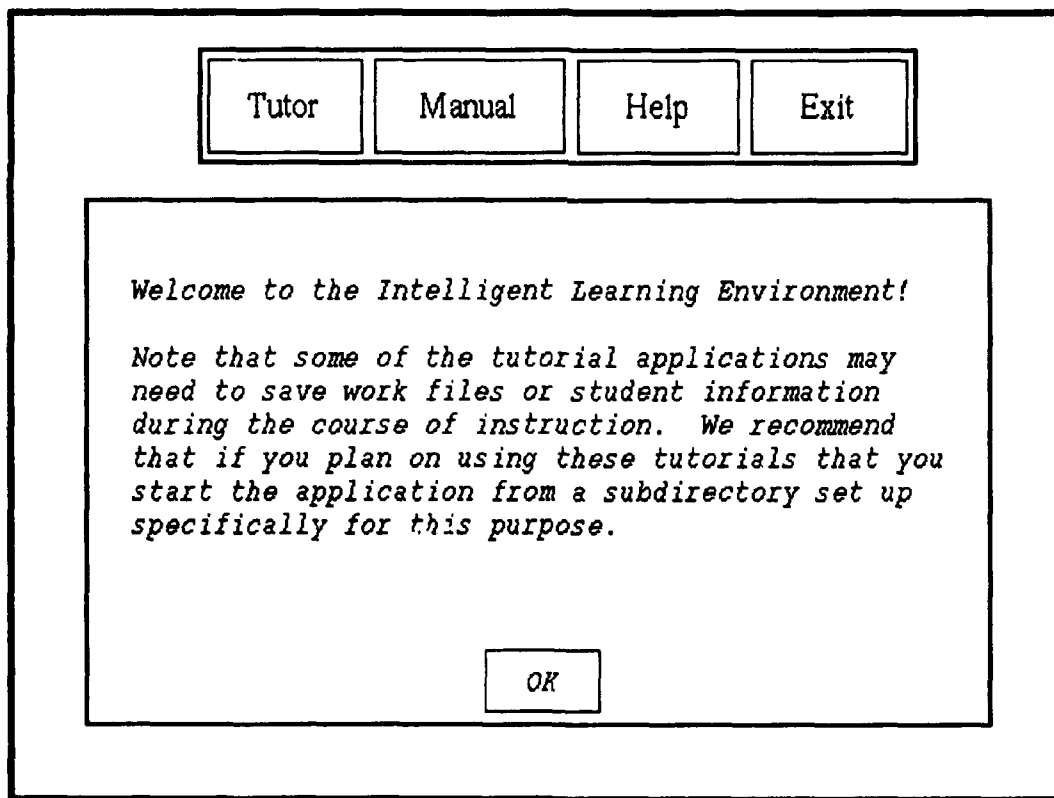 Tutor Manual Help Exit
Welcome to the Intelligent Learning Environment!
Note that some of the tutorial applications may
need to save work files or student information
during the course of instruction. We recommend
that if you plan on using these tutorials that you
start the application from a subdirectory set up
specifically for this purpose.
OK